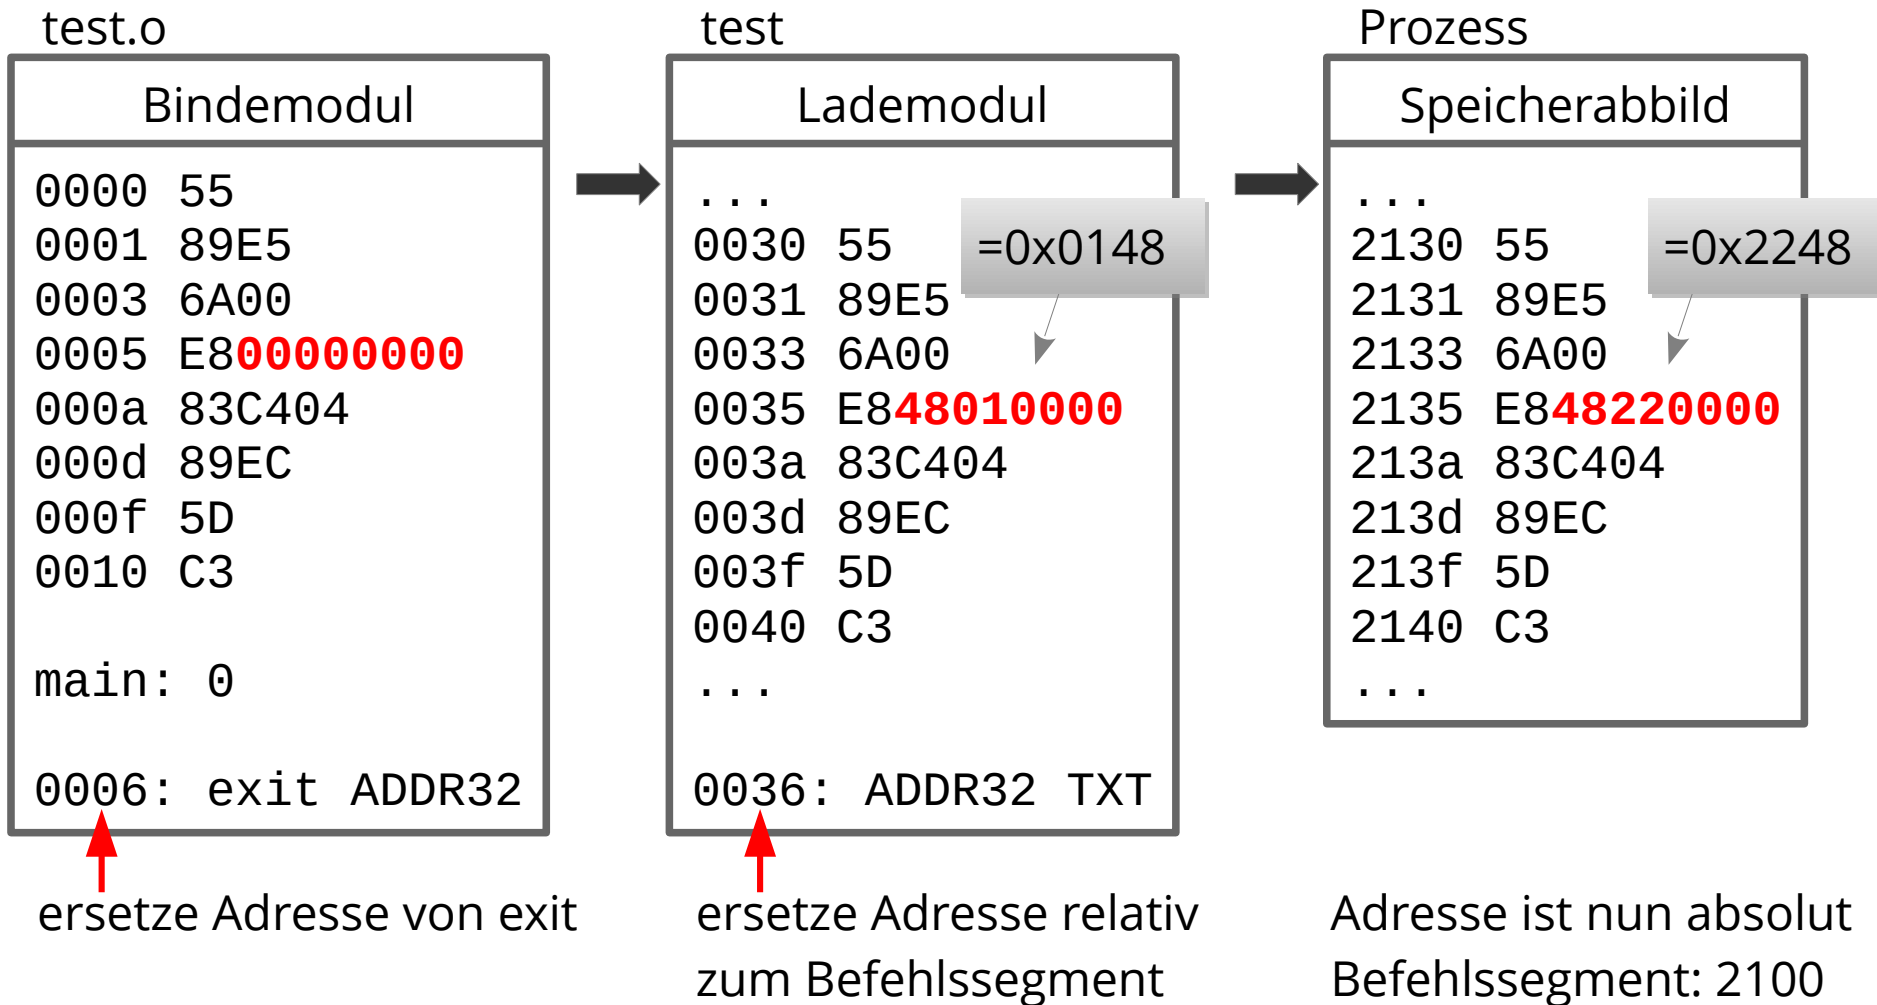 test.o
Bindemodul
0000 55
0001 89E5
0003 6A00
0005 E800000000
000a 83C404
000d 89EC
000f 5D
0010 C3
main: 0
0006: exit ADDR32
ersetze Adresse von exit
test
Lademodul
...
=0x0148
0030 55
0031 89E5
0033 6A00
0035 E848010000
003a 83C404
003d 89EC
003f 5D
0040 C3
...
0036: ADDR32 TXT
ersetze Adresse relativ
zum Befehlssegment
Prozess
Speicherabbild
...
=0x2248
2130 55
2131 89E5
2133 6A00
2135 E848220000
213a 83C404
213d 89EC
213f 5D
2140 C3
...
Adresse ist nun absolut
Befehlssegment: 2100